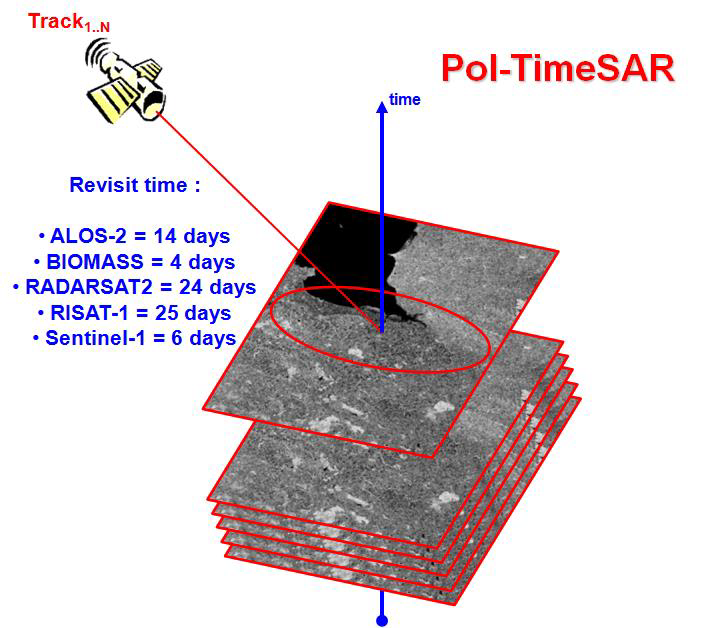 Track1..N
Pol-TimeSAR
time
Revisit time :
• ALOS-2 = 14 days
• BIOMASS = 4 days
• RADARSAT2 = 24 days
• RISAT-1 = 25 days
• Sentinel-1 = 6 days